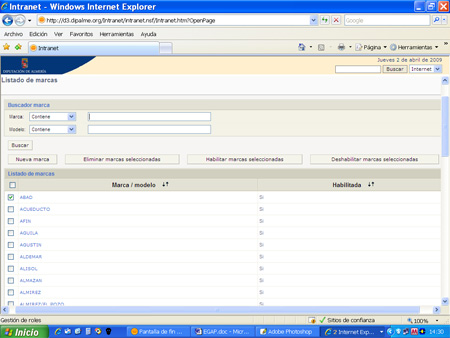 Intranet - Windows Internet Explorer
http://d3.dipalme.org/Intranet/intranet.nsf/intranet.htm?OpenPage
Google
Archivo Edición Ver Favoritos Herramientas Ayuda
Intranet
Página Herramientas
Jueves 2 de abril de 2009
DIPUTACIÓN DE ALMERÍA
Buscar Internet
Listado de marcas
Buscador marca
Marca: Contiene
Modelo: Contiene
Buscar
Nueva marca Eliminar marcas seleccionadas Habilitar marcas seleccionadas Deshabilitar marcas seleccionadas
Listado de marcas
Marca / modelo Habilitada
ABAD Si
ACUEDUCTO Si
AFIN Si
AGUILA Si
AGUSTIN Si
ALDEMAR Si
ALISOL Si
ALMAZAN Si
ALMIREZ Si
ALMIREZ/EL POZO Si
Gestión de roles Sitios de confianza 100%
Inicio Pantalla de fin ... EGAP.doc - Micr... Adobe Photoshop 2 Internet Exp... 14:30